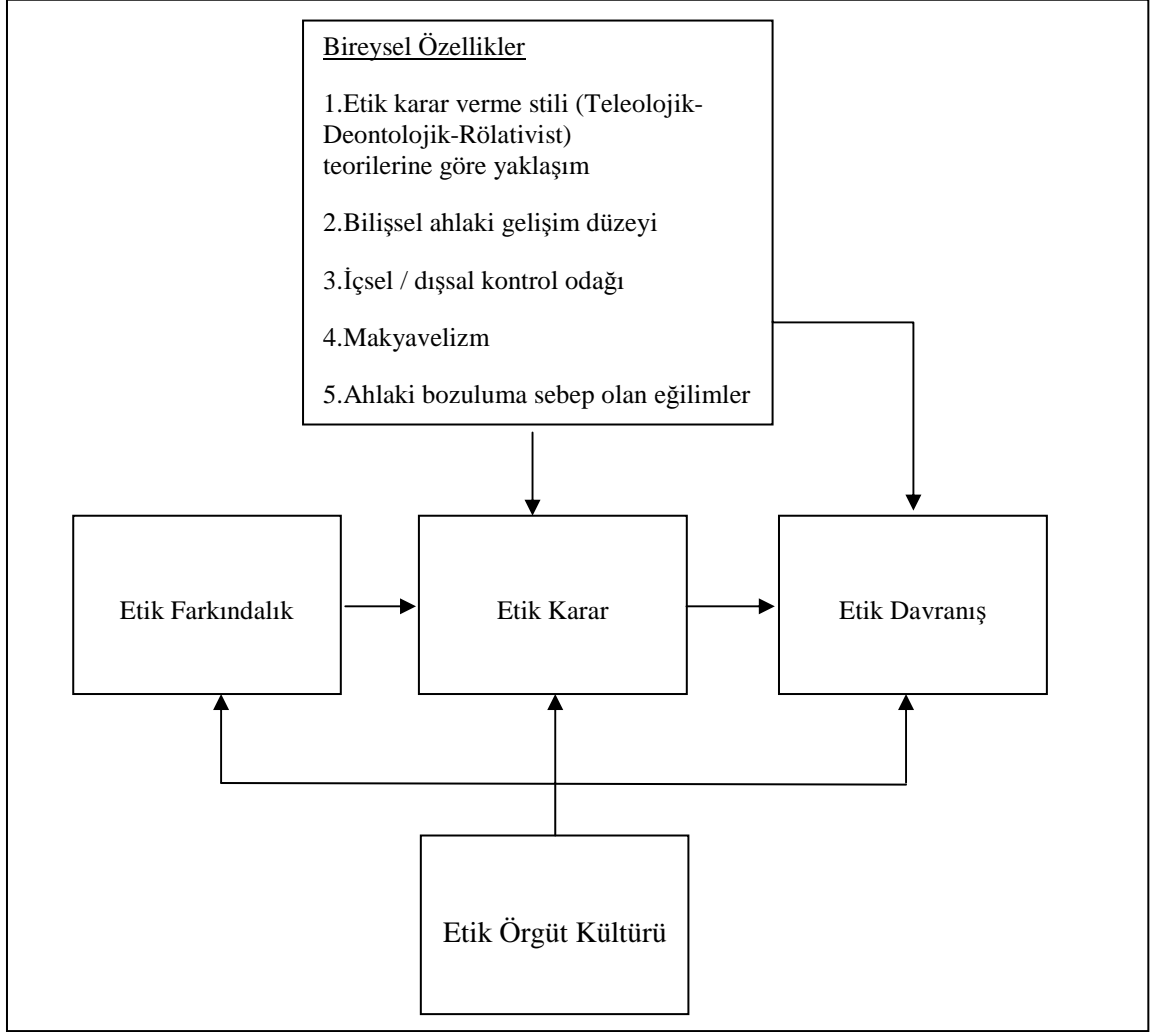 Bireysel Özellikler
1.Etik karar verme stili (Teleolojik-
Deontolojik-Rölativist)
teorilerine göre yaklaşım
2.Bilişsel ahlaki gelişim düzeyi
3.İçsel / dışsal kontrol odağı
4.Makyavelizm
5.Ahlaki bozuluma sebep olan eğilimler
Etik Farkındalık
Etik Karar
Etik Davranış
Etik Örgüt Kültürü